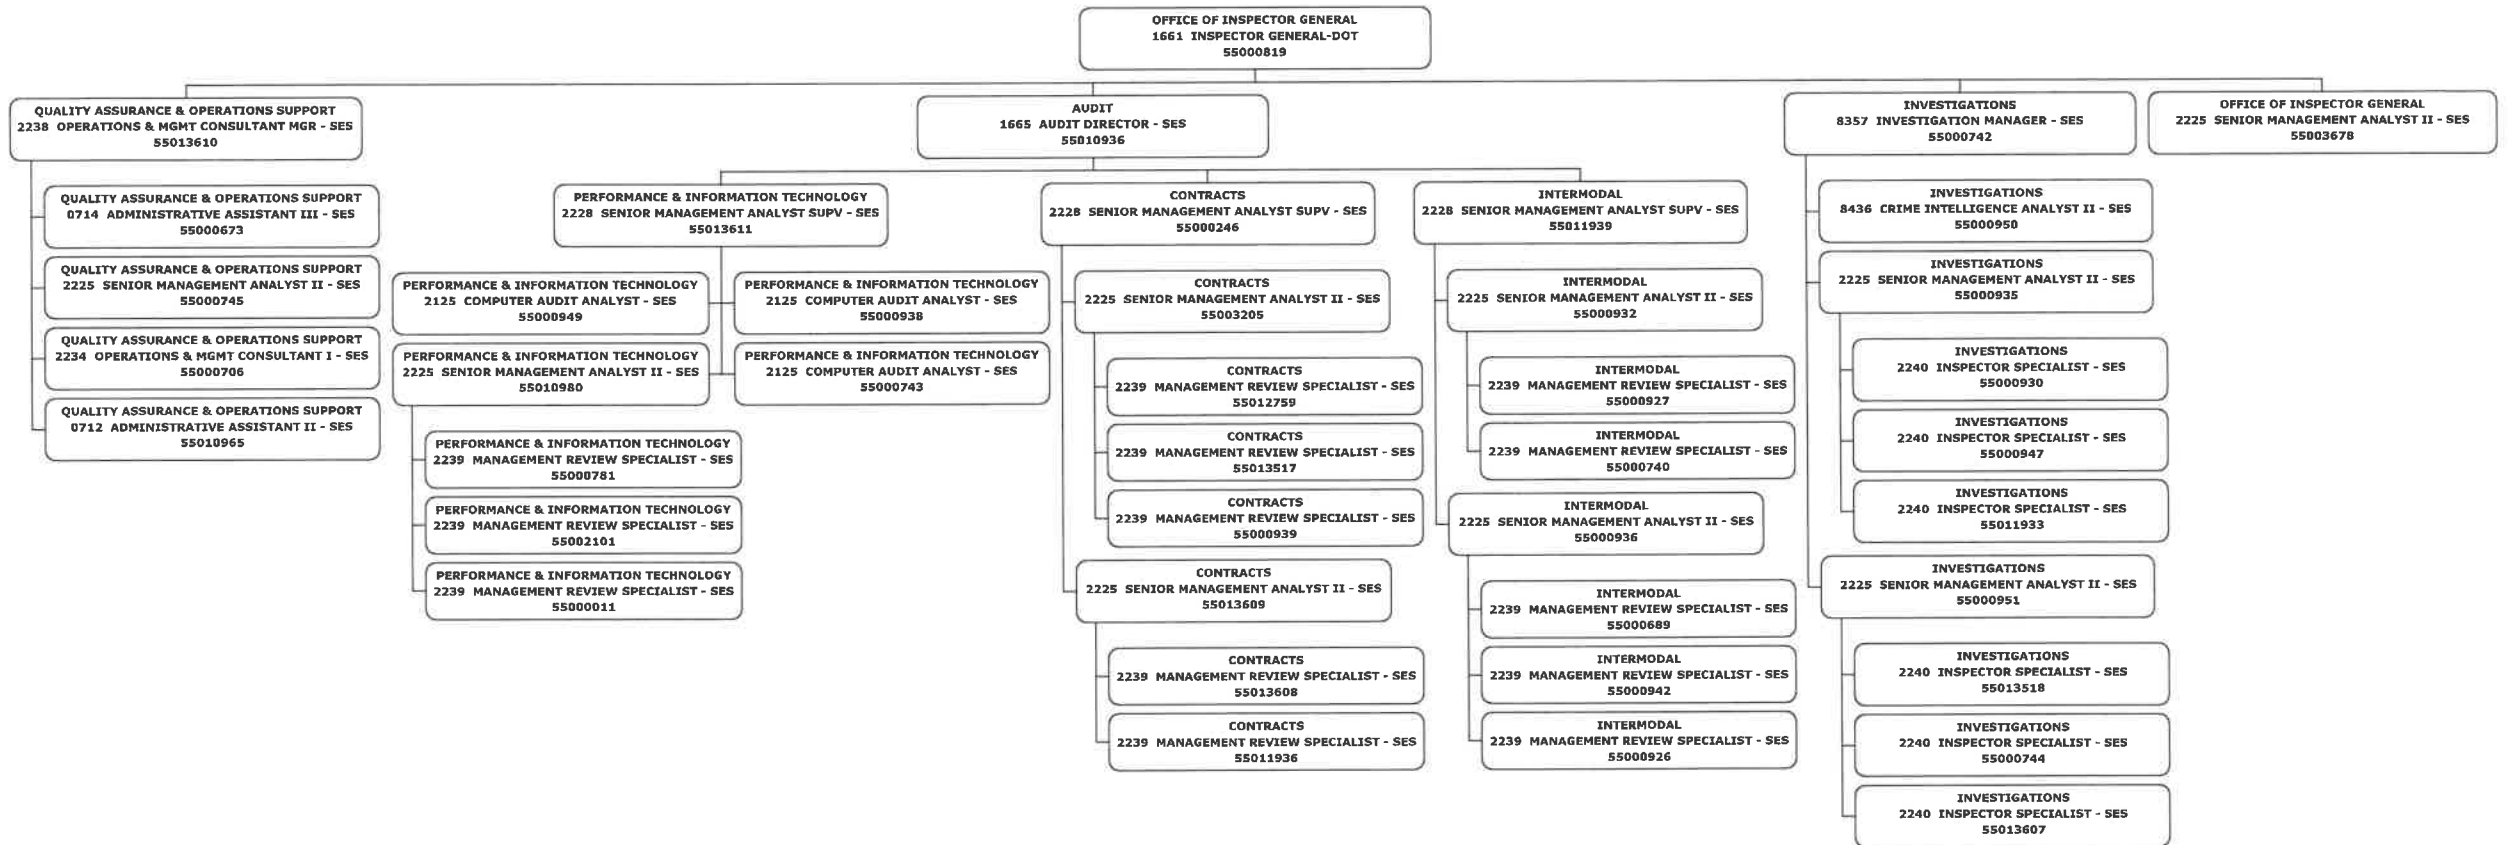 OFFICE OF INSPECTOR GENERAL
1661 INSPECTOR GENERAL-DOT
55000819
QUALITY ASSURANCE & OPERATIONS SUPPORT
2238 OPERATIONS & MGMT CONSULTANT MGR - SES
55013610
QUALITY ASSURANCE & OPERATIONS SUPPORT
0714 ADMINISTRATIVE ASSISTANT III - SES
55000673
QUALITY ASSURANCE & OPERATIONS SUPPORT
2225 SENIOR MANAGEMENT ANALYST II - SES
55000745
QUALITY ASSURANCE & OPERATIONS SUPPORT
2234 OPERATIONS & MGMT CONSULTANT I - SES
55000706
QUALITY ASSURANCE & OPERATIONS SUPPORT
0712 ADMINISTRATIVE ASSISTANT II - SES
55010965
AUDIT
1665 AUDIT DIRECTOR - SES
55010936
PERFORMANCE & INFORMATION TECHNOLOGY
2228 SENIOR MANAGEMENT ANALYST SUPV - SES
55013611
PERFORMANCE & INFORMATION TECHNOLOGY
2125 COMPUTER AUDIT ANALYST - SES
55000949
PERFORMANCE & INFORMATION TECHNOLOGY
2125 COMPUTER AUDIT ANALYST - SES
55000938
PERFORMANCE & INFORMATION TECHNOLOGY
2225 SENIOR MANAGEMENT ANALYST II - SES
55010980
PERFORMANCE & INFORMATION TECHNOLOGY
2125 COMPUTER AUDIT ANALYST - SES
55000743
PERFORMANCE & INFORMATION TECHNOLOGY
2239 MANAGEMENT REVIEW SPECIALIST - SES
55000781
PERFORMANCE & INFORMATION TECHNOLOGY
2239 MANAGEMENT REVIEW SPECIALIST - SES
55002101
PERFORMANCE & INFORMATION TECHNOLOGY
2239 MANAGEMENT REVIEW SPECIALIST - SES
55000011
CONTRACTS
2228 SENIOR MANAGEMENT ANALYST SUPV - SES
55000246
CONTRACTS
2225 SENIOR MANAGEMENT ANALYST II - SES
55003205
CONTRACTS
2239 MANAGEMENT REVIEW SPECIALIST - SES
55012759
CONTRACTS
2239 MANAGEMENT REVIEW SPECIALIST - SES
55013517
CONTRACTS
2239 MANAGEMENT REVIEW SPECIALIST - SES
55000939
CONTRACTS
2225 SENIOR MANAGEMENT ANALYST II - SES
55013609
CONTRACTS
2239 MANAGEMENT REVIEW SPECIALIST - SES
55013608
CONTRACTS
2239 MANAGEMENT REVIEW SPECIALIST - SES
55011936
INTERMODAL
2228 SENIOR MANAGEMENT ANALYST SUPV - SES
55011939
INTERMODAL
2225 SENIOR MANAGEMENT ANALYST II - SES
55000932
INTERMODAL
2239 MANAGEMENT REVIEW SPECIALIST - SES
55000927
INTERMODAL
2239 MANAGEMENT REVIEW SPECIALIST - SES
55000740
INTERMODAL
2225 SENIOR MANAGEMENT ANALYST II - SES
55000936
INTERMODAL
2239 MANAGEMENT REVIEW SPECIALIST - SES
55000689
INTERMODAL
2239 MANAGEMENT REVIEW SPECIALIST - SES
55000942
INTERMODAL
2239 MANAGEMENT REVIEW SPECIALIST - SES
55000926
INVESTIGATIONS
8357 INVESTIGATION MANAGER - SES
55000742
INVESTIGATIONS
8436 CRIME INTELLIGENCE ANALYST II - SES
55000950
INVESTIGATIONS
2225 SENIOR MANAGEMENT ANALYST II - SES
55000935
INVESTIGATIONS
2240 INSPECTOR SPECIALIST - SES
55000930
INVESTIGATIONS
2240 INSPECTOR SPECIALIST - SES
55000947
INVESTIGATIONS
2240 INSPECTOR SPECIALIST - SES
55011933
INVESTIGATIONS
2225 SENIOR MANAGEMENT ANALYST II - SES
55000951
INVESTIGATIONS
2240 INSPECTOR SPECIALIST - SES
55013518
INVESTIGATIONS
2240 INSPECTOR SPECIALIST - SES
55000744
INVESTIGATIONS
2240 INSPECTOR SPECIALIST - SES
55013607
OFFICE OF INSPECTOR GENERAL
2225 SENIOR MANAGEMENT ANALYST II - SES
55003678